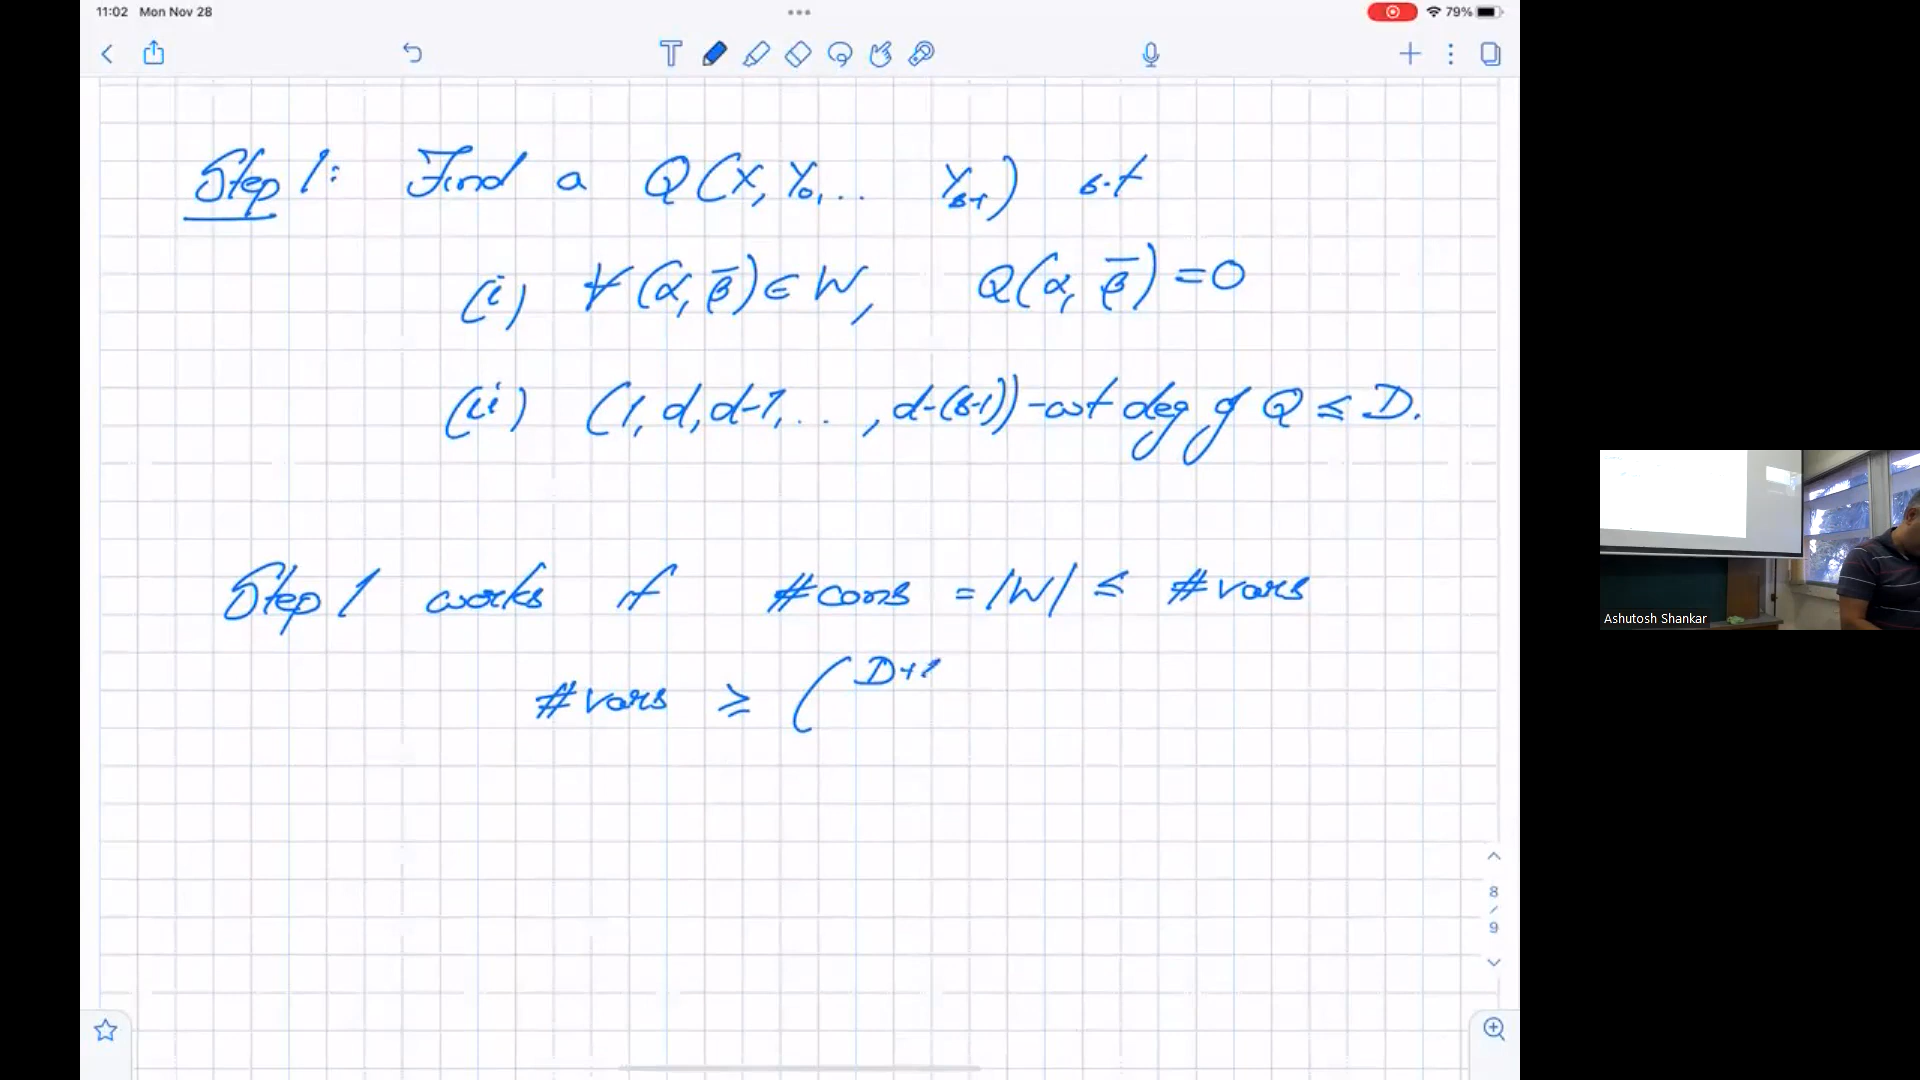 11:02 Mon Nov 28
79%
Step 1: Find a Q(X, Y₀, .. Y_{s-1}) s.t
(i) ∀ (α, β̄) ∈ W, Q(α, β̄) = 0
(ii) (1, d, d-1, .. , d-(s-1))-wt deg of Q ≤ D.
Step 1 works if #cons = |W| ≤ #vars
#vars ≥ ( D+1
8
/
9
Ashutosh Shankar